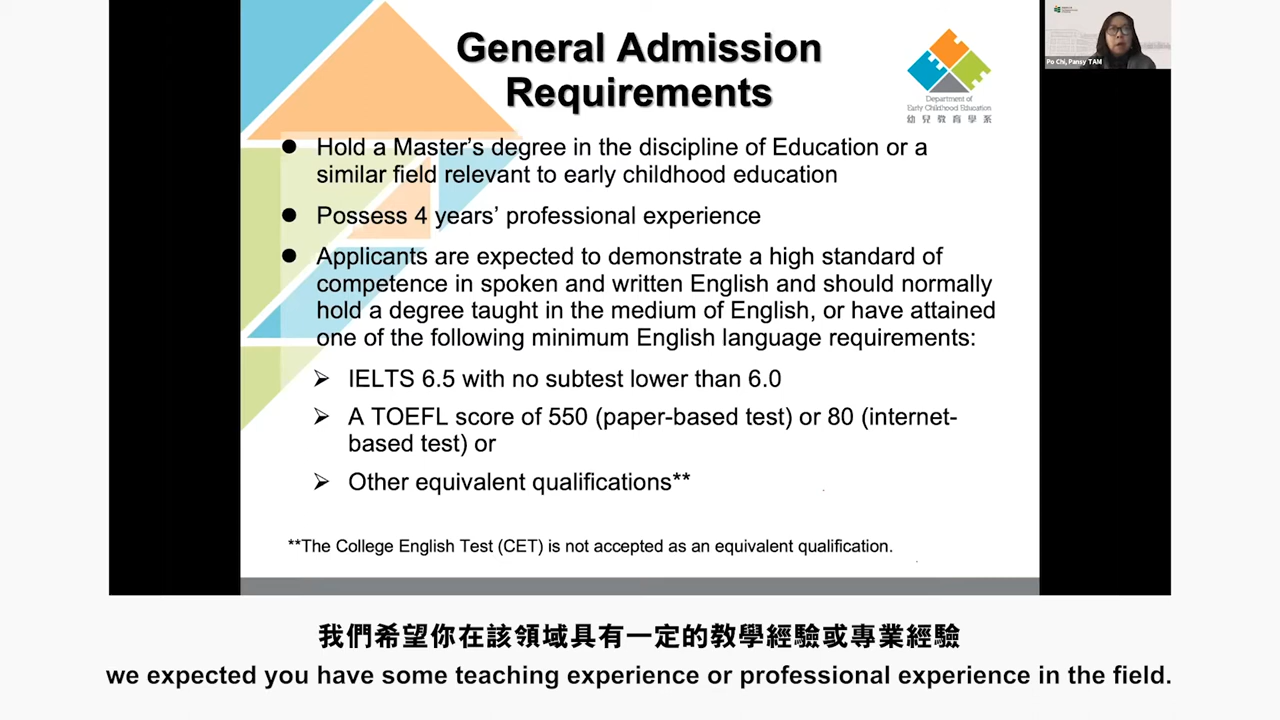 General Admission
Requirements
Department of
Early Childhood Education
幼兒教育學系
Po Chi, Pansy TAM
● Hold a Master's degree in the discipline of Education or a
similar field relevant to early childhood education
● Possess 4 years' professional experience
● Applicants are expected to demonstrate a high standard of
competence in spoken and written English and should normally
hold a degree taught in the medium of English, or have attained
one of the following minimum English language requirements:
➢ IELTS 6.5 with no subtest lower than 6.0
➢ A TOEFL score of 550 (paper-based test) or 80 (internet-
based test) or
➢ Other equivalent qualifications**
**The College English Test (CET) is not accepted as an equivalent qualification.
我們希望你在該領域具有一定的教學經驗或專業經驗
we expected you have some teaching experience or professional experience in the field.